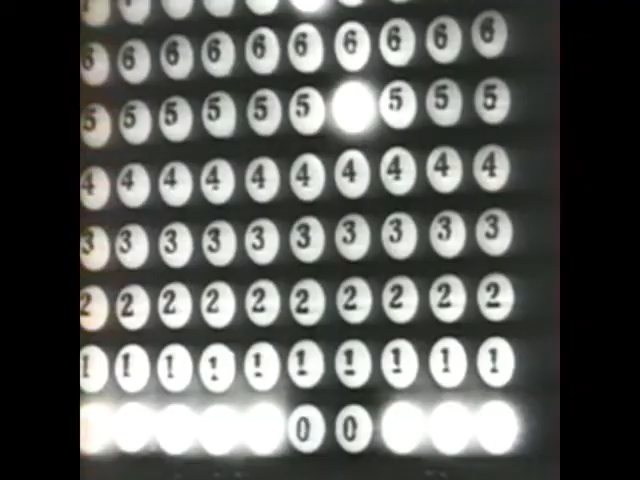 6 6 6 6 6 6 6 6 6 6
5 5 5 5 5 5 5 5 5
4 4 4 4 4 4 4 4 4 4
3 3 3 3 3 3 3 3 3 3
2 2 2 2 2 2 2 2 2 2
1 1 1 1 1 1 1 1 1 1
0 0